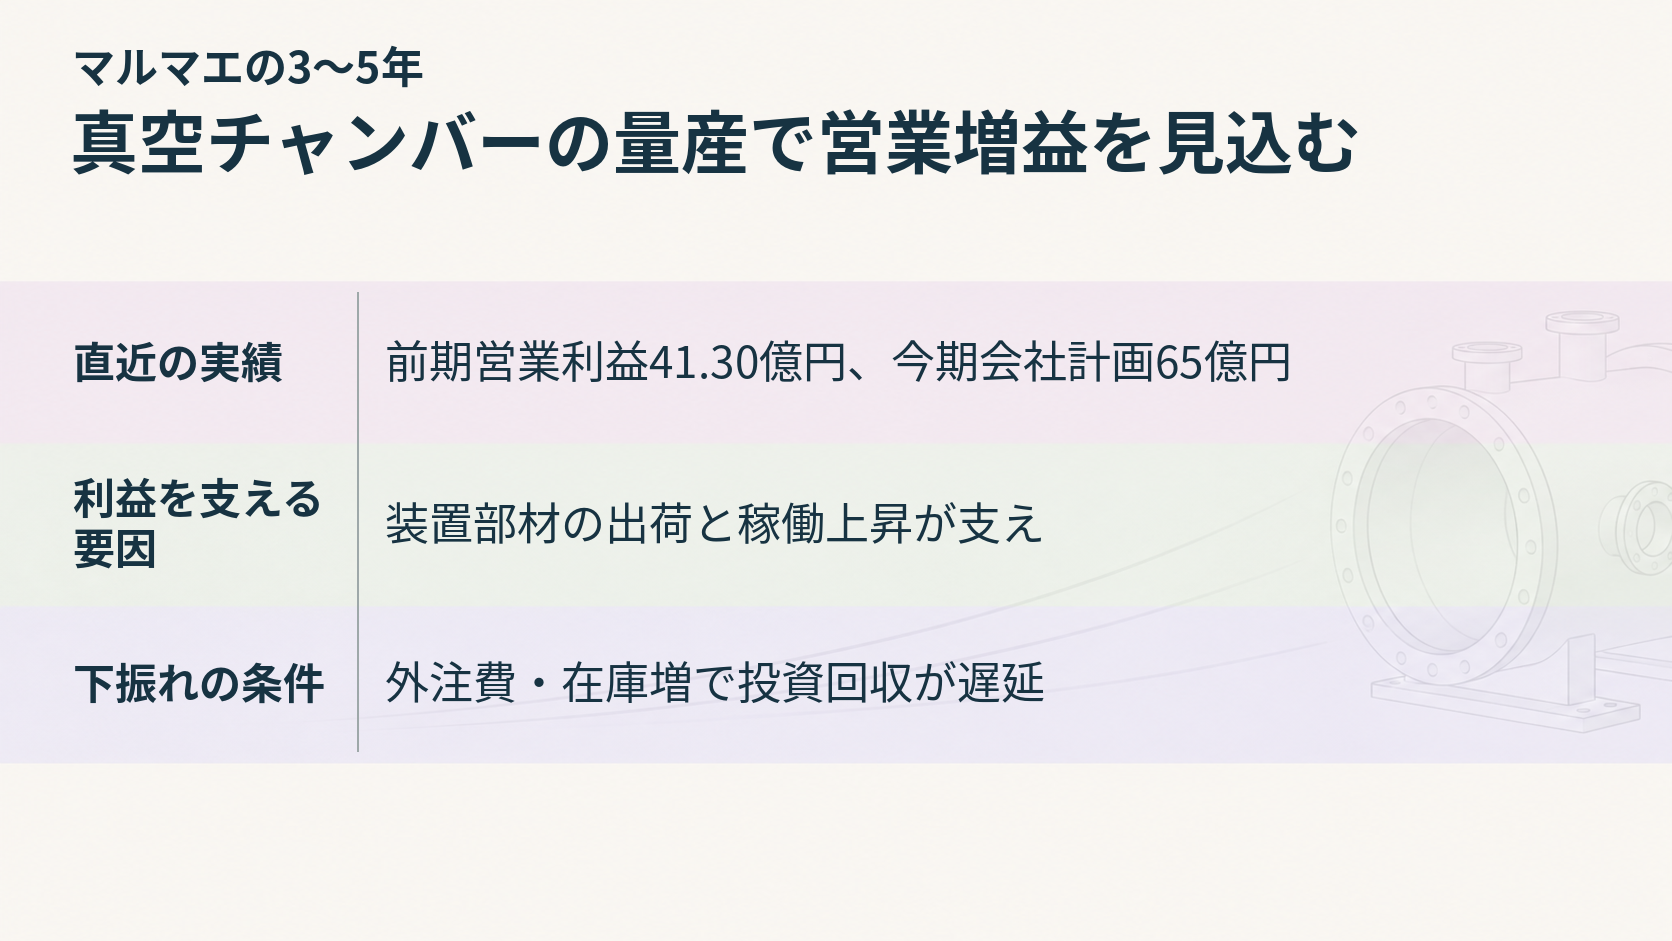 マルマエの3〜5年
真空チャンバーの量産で営業増益を見込む
直近の実績
前期営業利益41.30億円、今期会社計画65億円
利益を支える
要因
装置部材の出荷と稼働上昇が支え
下振れの条件
外注費・在庫増で投資回収が遅延